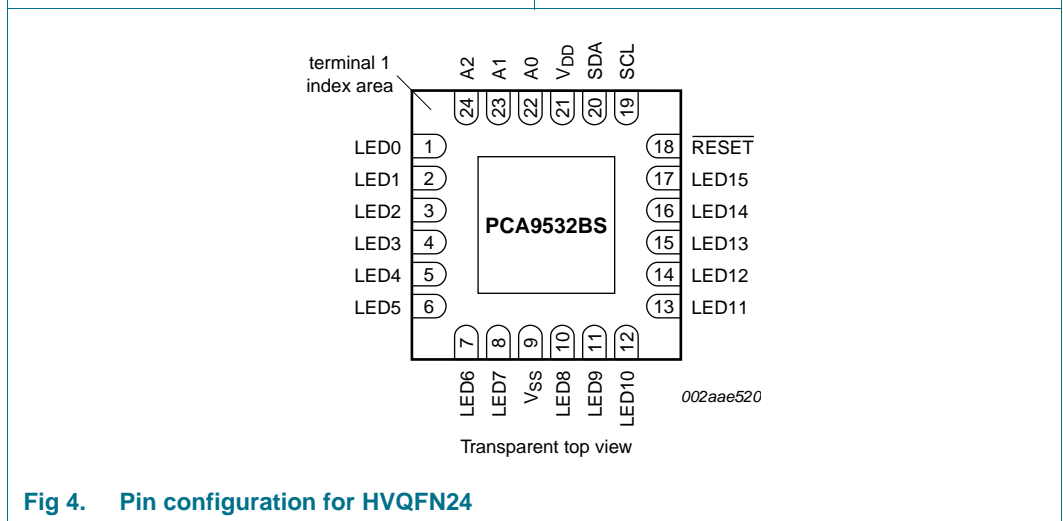 terminal 1
index area
A2
A1
A0
VDD
SDA
SCL
24
23
22
21
20
19
LED0 1
LED1 2
LED2 3
LED3 4
LED4 5
LED5 6
18 RESET
17 LED15
16 LED14
15 LED13
14 LED12
13 LED11
PCA9532BS
7
8
9
10
11
12
LED6
LED7
VSS
LED8
LED9
LED10
002aae520
Transparent top view
Fig 4. Pin configuration for HVQFN24